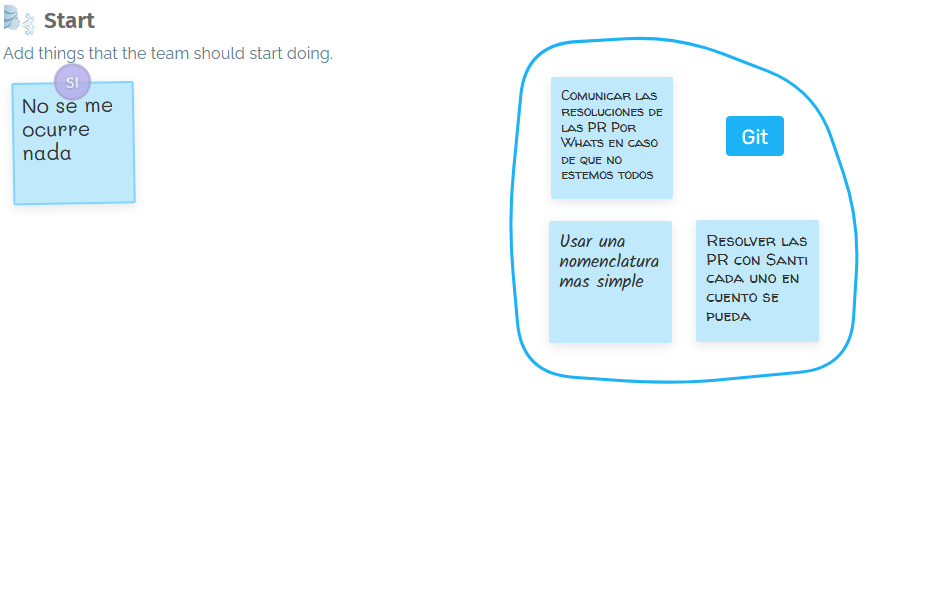 Start
Add things that the team should start doing.
SI
No se me
ocurre
nada
Comunicar las
resoluciones de
las PR Por
Whats en caso
de que no
estemos todos
Git
Usar una
nomenclatura
mas simple
Resolver las
PR con Santi
cada uno en
cuento se
pueda